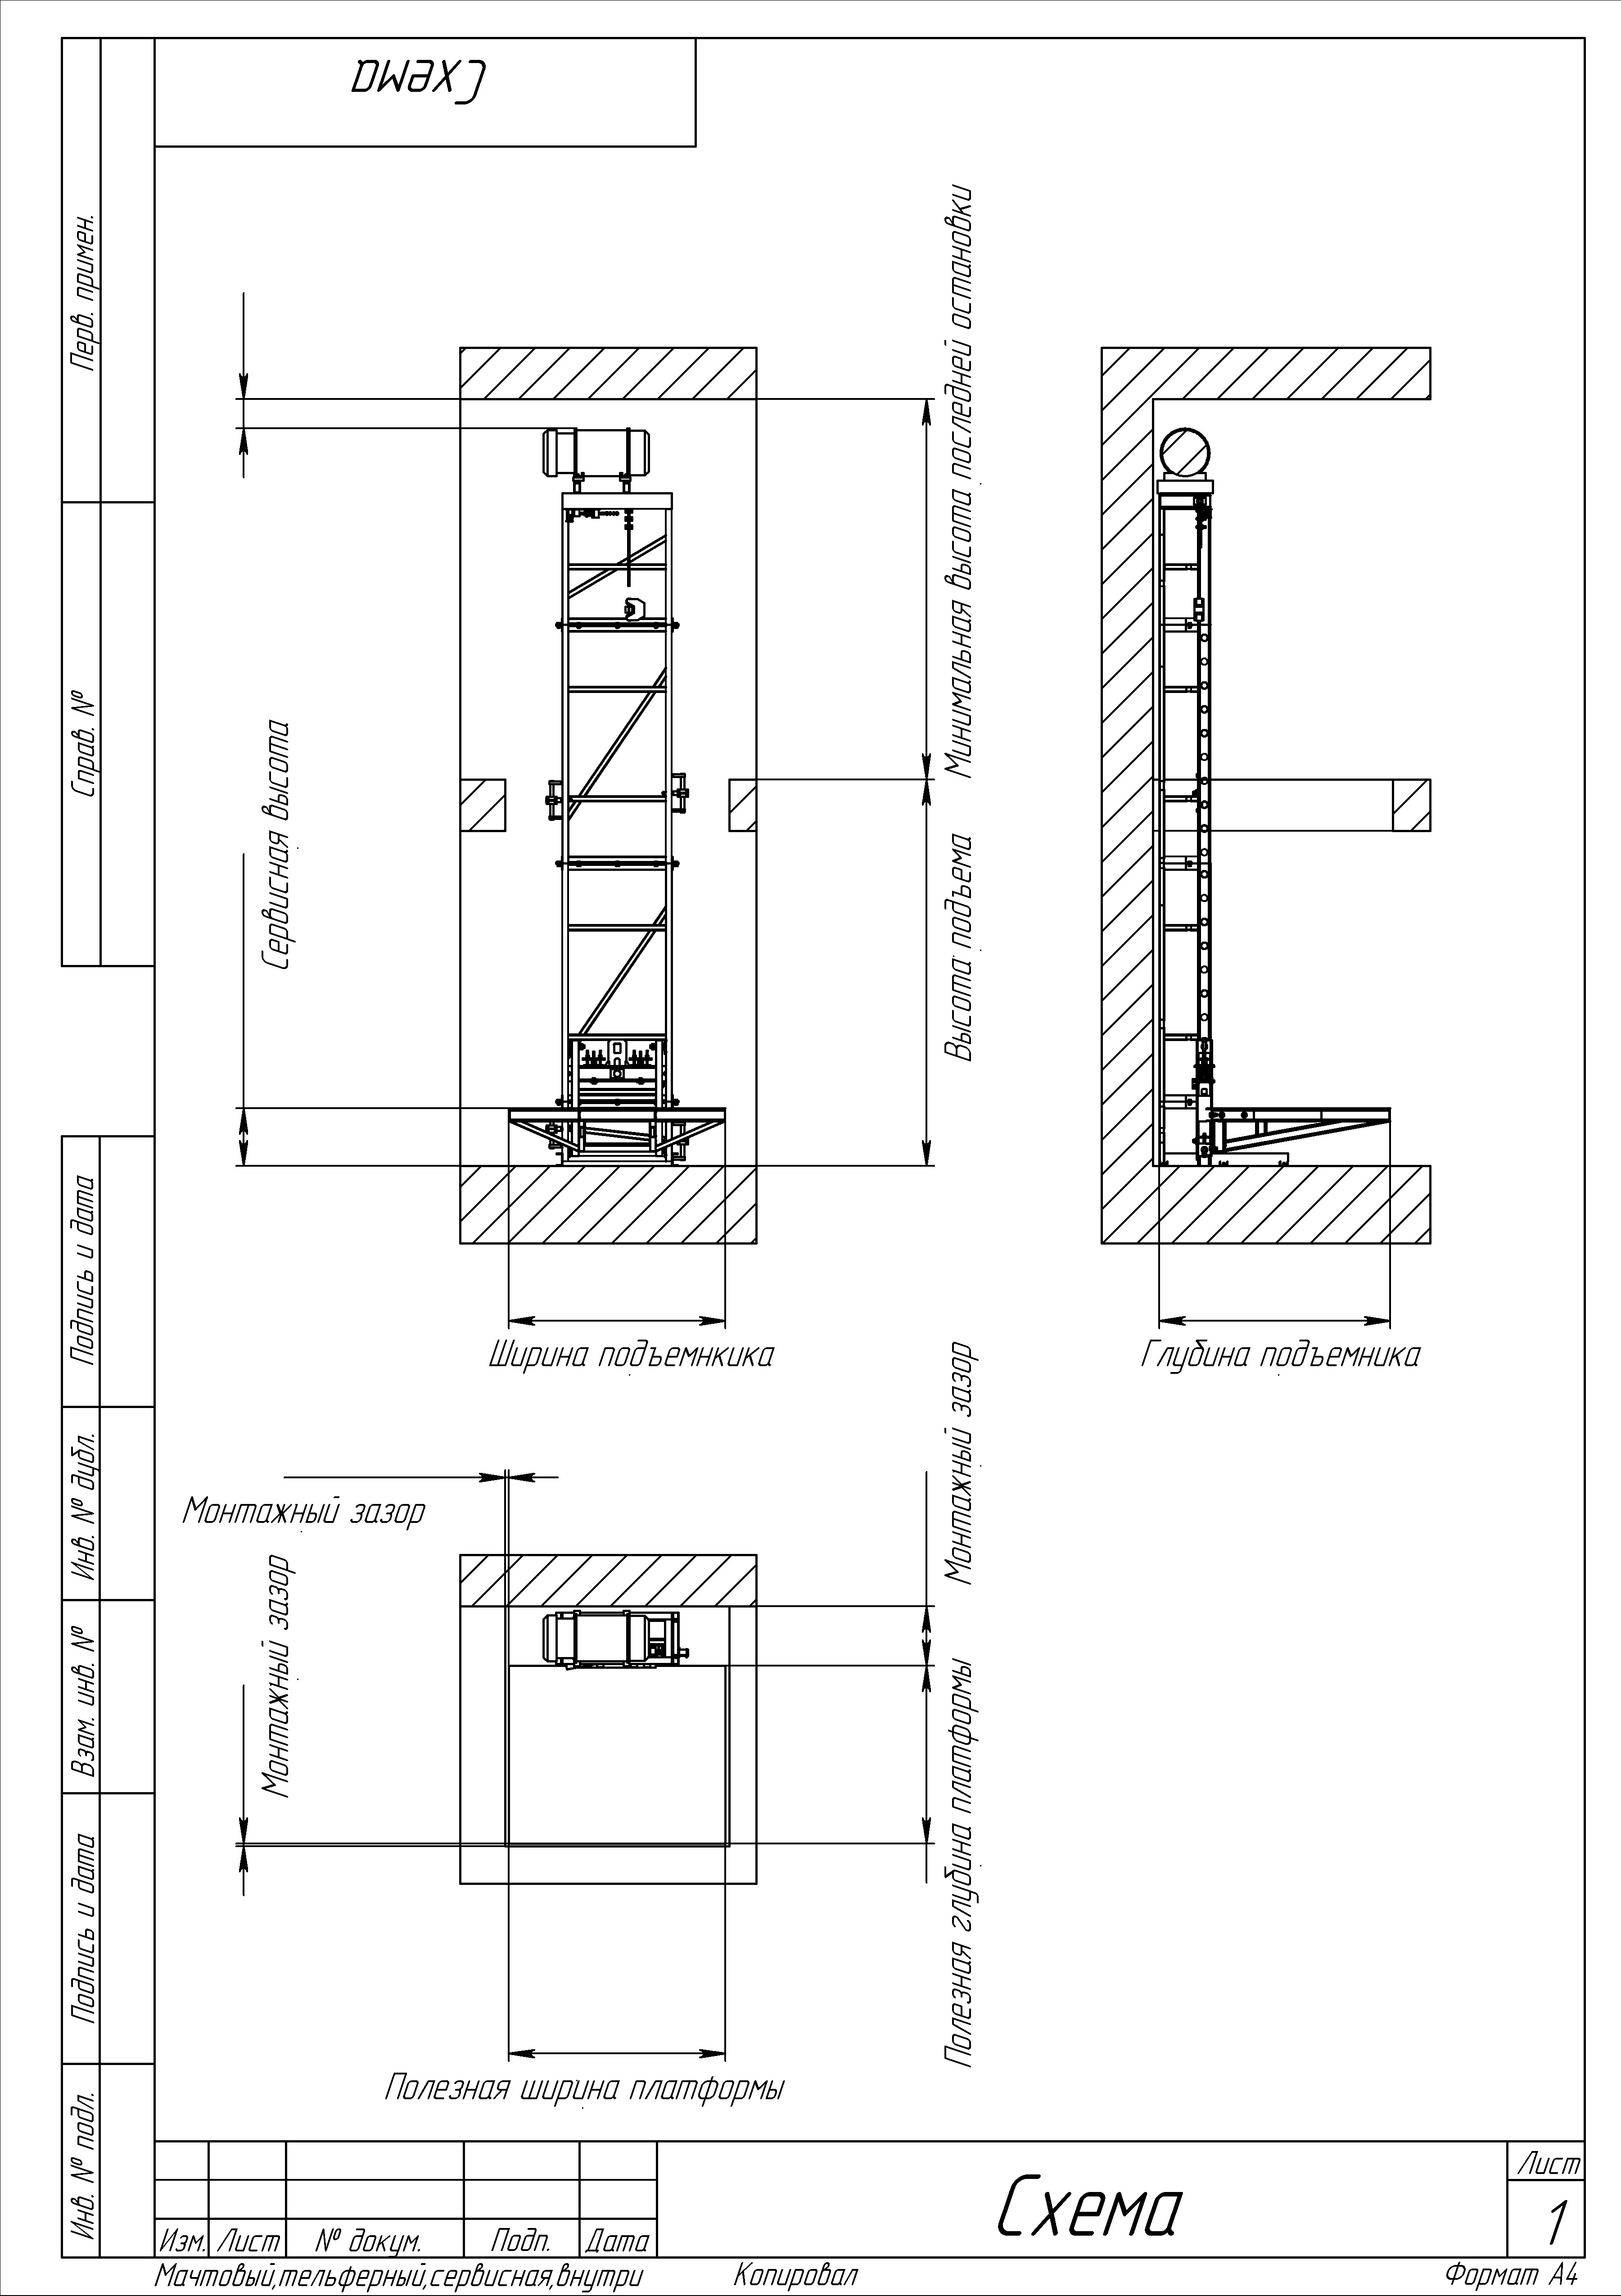 Схема
Перв. примен.
Справ. №
Сервисная высота
Минимальная высота последней остановки
Высота подъема
Ширина подъемнкика
Глубина подъемника
Подпись и дата
Инв. № дубл.
Взам. инв. №
Подпись и дата
Инв. № подл.
Монтажный зазор
Монтажный зазор
Монтажный зазор
Полезная глубина платформы
Полезная ширина платформы
Изм. Лист № докум. Подп. Дата
Схема
Лист
1
Мачтовый,тельферный,сервисная,внутри
Копировал
Формат А4